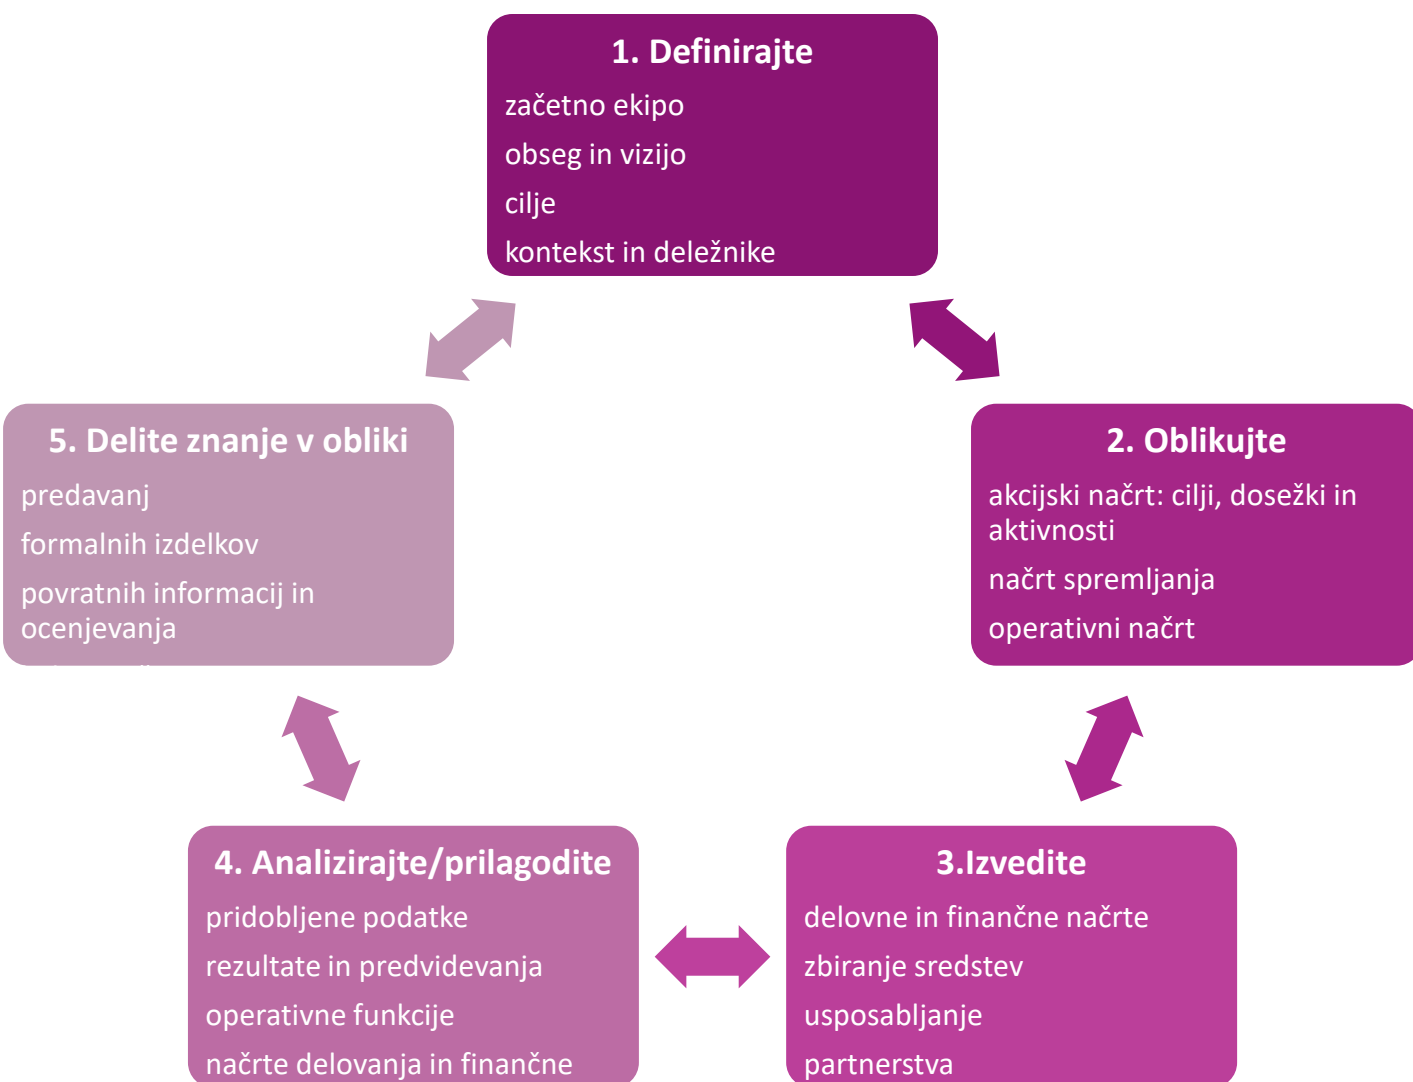 1. Definirajte
začetno ekipo
obseg in vizijo
cilje
kontekst in deležnike
2. Oblikujte
akcijski načrt: cilji, dosežki in
aktivnosti
načrt spremljanja
operativni načrt
3.Izvedite
delovne in finančne načrte
zbiranje sredstev
usposabljanje
partnerstva
4. Analizirajte/prilagodite
pridobljene podatke
rezultate in predvidevanja
operativne funkcije
načrte delovanja in finančne
5. Delite znanje v obliki
predavanj
formalnih izdelkov
povratnih informacij in
ocenjevanja